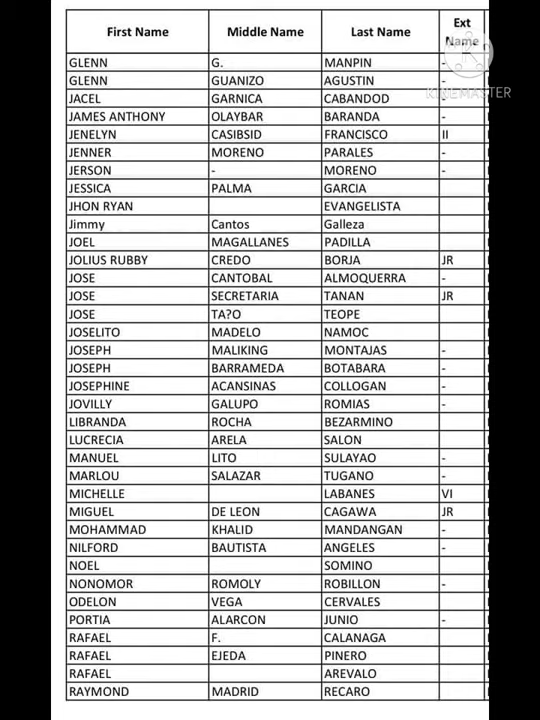 First Name Middle Name Last Name Ext Name
GLENN G. MANPIN -
GLENN GUANIZO AGUSTIN -
JACEL GARNICA CABANDOD -
JAMES ANTHONY OLAYBAR BARANDA -
JENELYN CASIBSID FRANCISCO II
JENNER MORENO PARALES -
JERSON - MORENO -
JESSICA PALMA GARCIA
JHON RYAN EVANGELISTA
Jimmy Cantos Galleza
JOEL MAGALLANES PADILLA
JOLIUS RUBBY CREDO BORJA JR
JOSE CANTOBAL ALMOQUERRA -
JOSE SECRETARIA TANAN JR
JOSE TA?O TEOPE
JOSELITO MADELO NAMOC
JOSEPH MALIKING MONTAJAS -
JOSEPH BARRAMEDA BOTABARA -
JOSEPHINE ACANSINAS COLLOGAN -
JOVILLY GALUPO ROMIAS -
LIBRANDA ROCHA BEZARMINO
LUCRECIA ARELA SALON
MANUEL LITO SULAYAO -
MARLOU SALAZAR TUGANO -
MICHELLE LABANES VI
MIGUEL DE LEON CAGAWA JR
MOHAMMAD KHALID MANDANGAN -
NILFORD BAUTISTA ANGELES -
NOEL SOMINO
NONOMOR ROMOLY ROBILLON -
ODELON VEGA CERVALES
PORTIA ALARCON JUNIO -
RAFAEL F. CALANAGA
RAFAEL EJEDA PINERO
RAFAEL AREVALO
RAYMOND MADRID RECARO
KINEMASTER